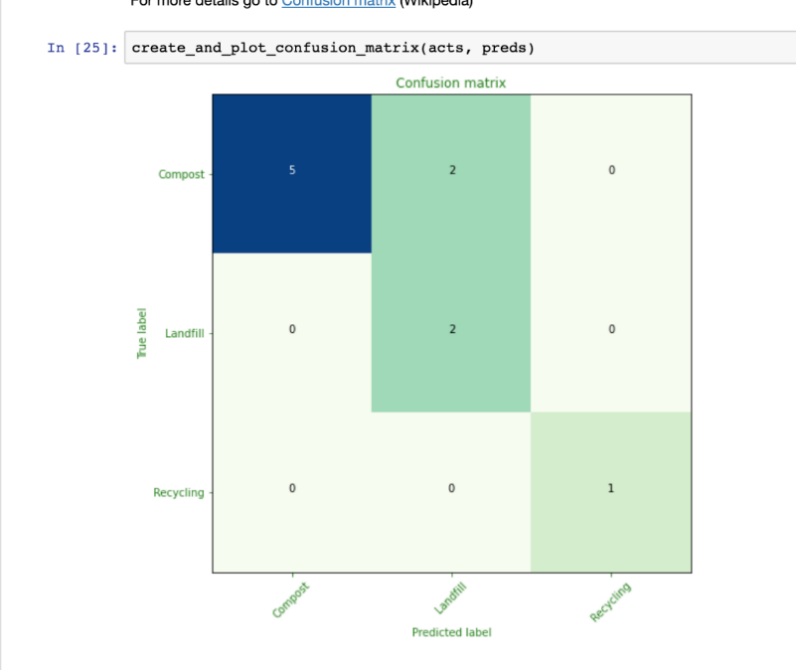 For more details go to Confusion matrix (Wikipedia)
In [25]: create_and_plot_confusion_matrix(acts, preds)
Confusion matrix
Compost 5 2 0
True label
Landfill 0 2 0
Recycling 0 0 1
Compost Landfill Recycling
Predicted label